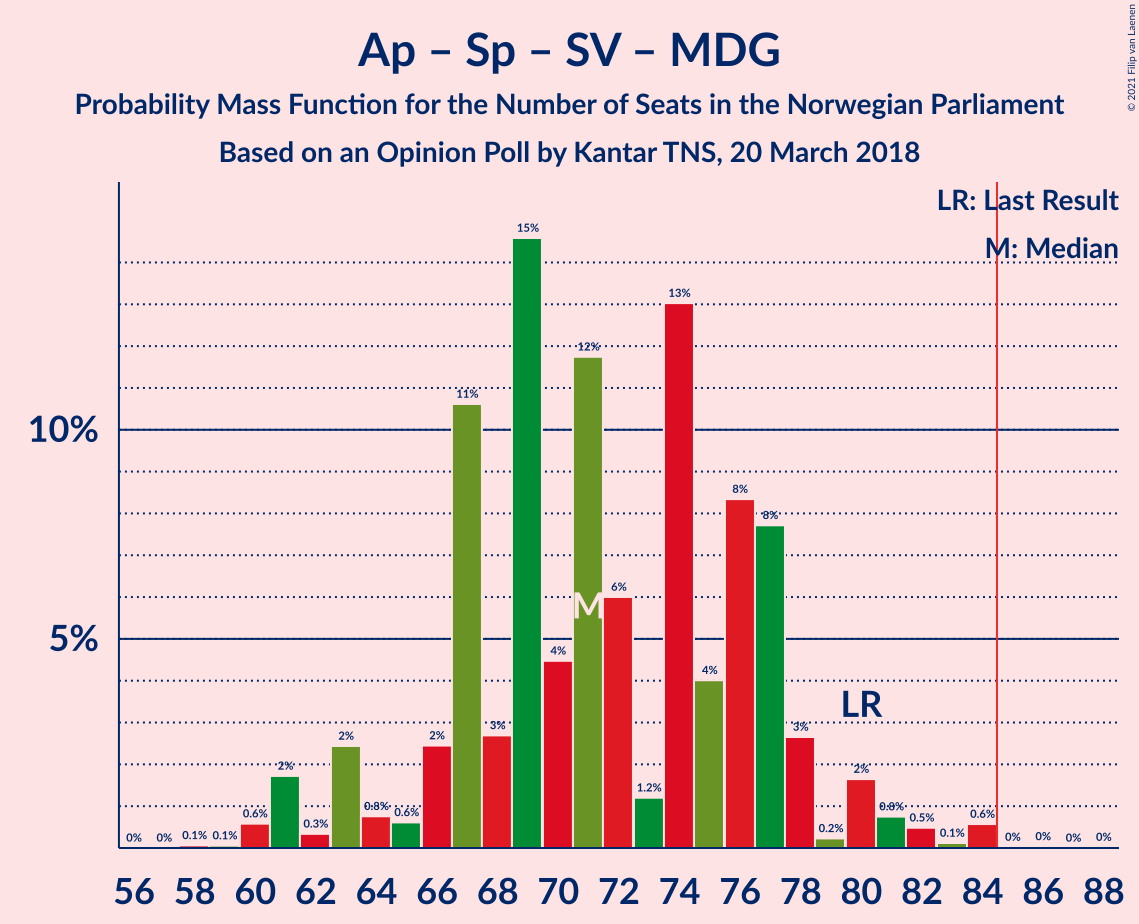 Ap – Sp – SV – MDG
Probability Mass Function for the Number of Seats in the Norwegian Parliament
Based on an Opinion Poll by Kantar TNS, 20 March 2018
© 2021 Filip van Laenen
LR: Last Result
M: Median
10%
5%
0% 0% 0.1% 0.1% 0.6% 2% 0.3% 2% 0.8% 0.6% 2% 11% 3% 15% 4% 12% 6% 1.2% 13% 4% 8% 8% 3% 0.2% 2% 0.8% 0.5% 0.1% 0.6% 0% 0% 0% 0%
M
LR
56 58 60 62 64 66 68 70 72 74 76 78 80 82 84 86 88